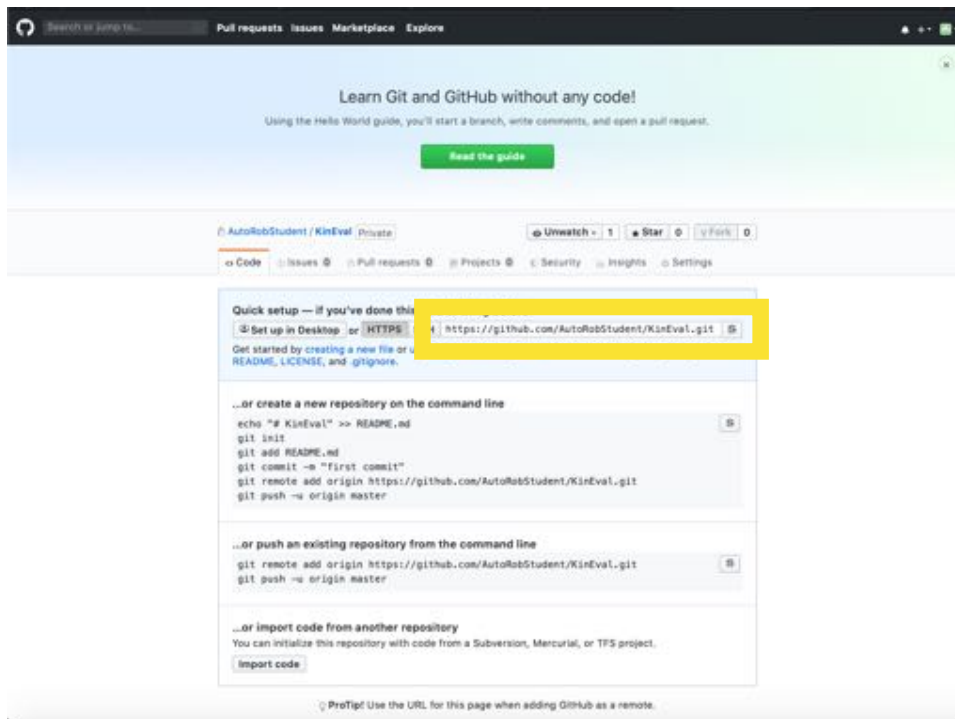 Search or jump to...
Pull requests Issues Marketplace Explore
Learn Git and GitHub without any code!
Using the Hello World guide, you'll start a branch, write comments, and open a pull request.
Read the guide
AutoRobStudent / KinEval Private
Unwatch 1 Star 0 Fork 0
Code Issues 0 Pull requests 0 Projects 0 Security Insights Settings
Quick setup — if you've done this
Set up in Desktop or HTTPS https://github.com/AutoRobStudent/KinEval.git
Get started by creating a new file or
README, LICENSE, and .gitignore.
...or create a new repository on the command line
echo "# KinEval" >> README.md
git init
git add README.md
git commit -m "first commit"
git remote add origin https://github.com/AutoRobStudent/KinEval.git
git push -u origin master
...or push an existing repository from the command line
git remote add origin https://github.com/AutoRobStudent/KinEval.git
git push -u origin master
...or import code from another repository
You can initialize this repository with code from a Subversion, Mercurial, or TFS project.
Import code
ProTip! Use the URL for this page when adding GitHub as a remote.